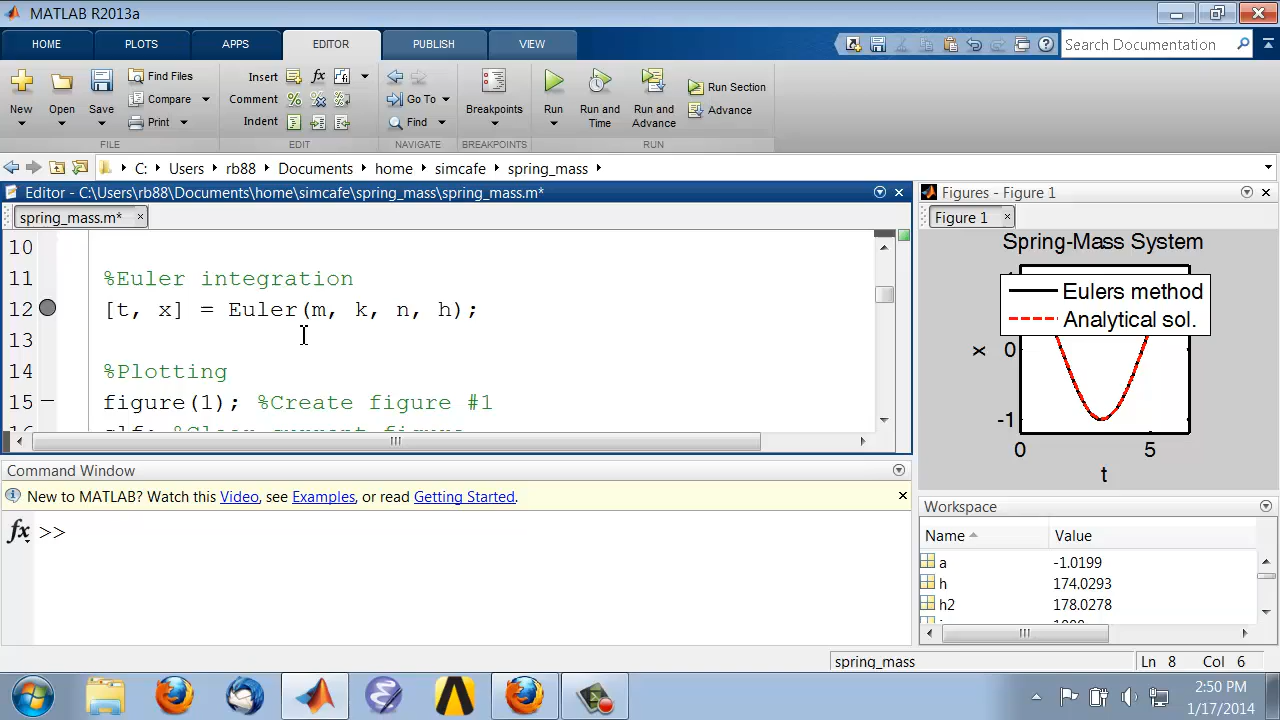 MATLAB R2013a
HOME PLOTS APPS EDITOR PUBLISH VIEW Search Documentation
Find Files Insert fx
New Open Save Compare Comment Go To Breakpoints Run Run and Time Run and Advance Run Section
Print Indent Find Advance
FILE EDIT NAVIGATE BREAKPOINTS RUN
C: Users rb88 Documents home simcafe spring_mass
Editor - C:\Users\rb88\Documents\home\simcafe\spring_mass\spring_mass.m*
spring_mass.m*
10
11 %Euler integration
12 [t, x] = Euler(m, k, n, h);
13
14 %Plotting
15 figure(1); %Create figure #1
Figures - Figure 1
Figure 1
Spring-Mass System
Eulers method
Analytical sol.
x
0
-1
0 5
t
Command Window
New to MATLAB? Watch this Video, see Examples, or read Getting Started.
fx >>
Workspace
Name Value
a -1.0199
h 174.0293
h2 178.0278
spring_mass Ln 8 Col 6
2:50 PM
1/17/2014